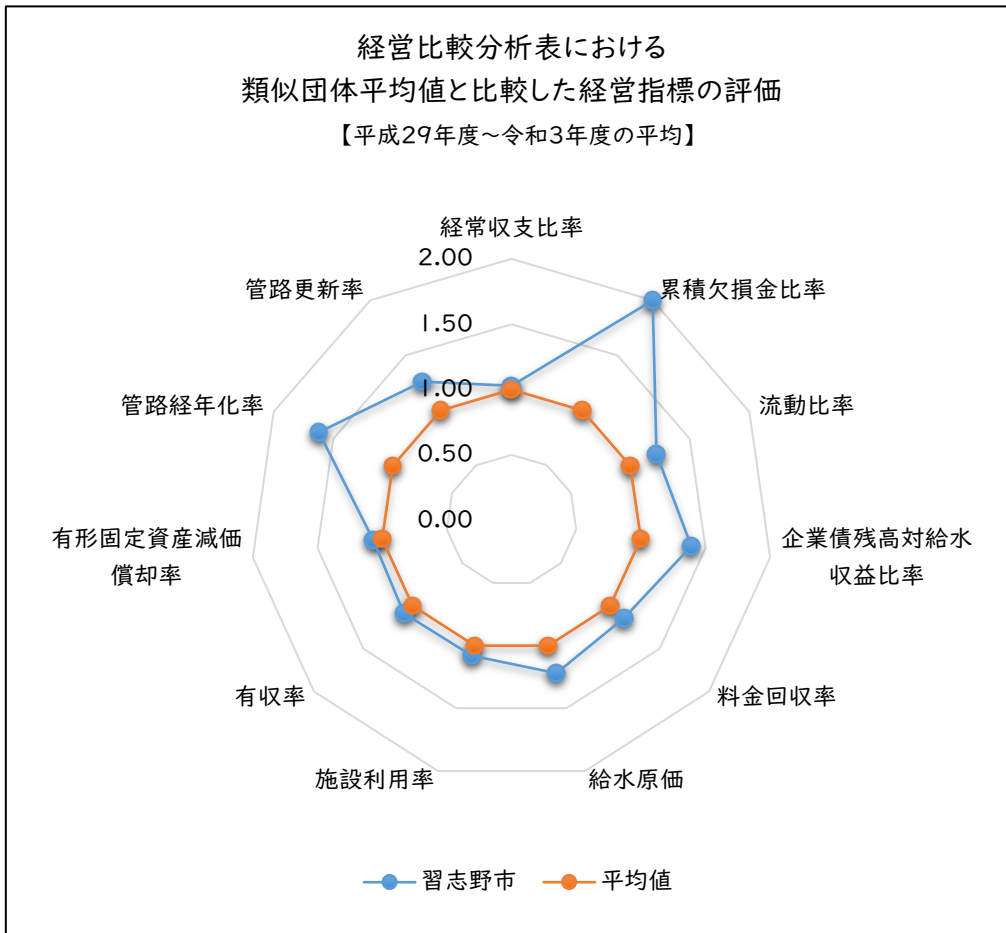 経営比較分析表における
類似団体平均値と比較した経営指標の評価
【平成29年度～令和3年度の平均】
経常収支比率
2.00
管路更新率
累積欠損金比率
1.50
管路経年化率
1.00
流動比率
0.50
0.00
有形固定資産減価
償却率
企業債残高対給水
収益比率
有収率
料金回収率
施設利用率
給水原価
習志野市
平均値